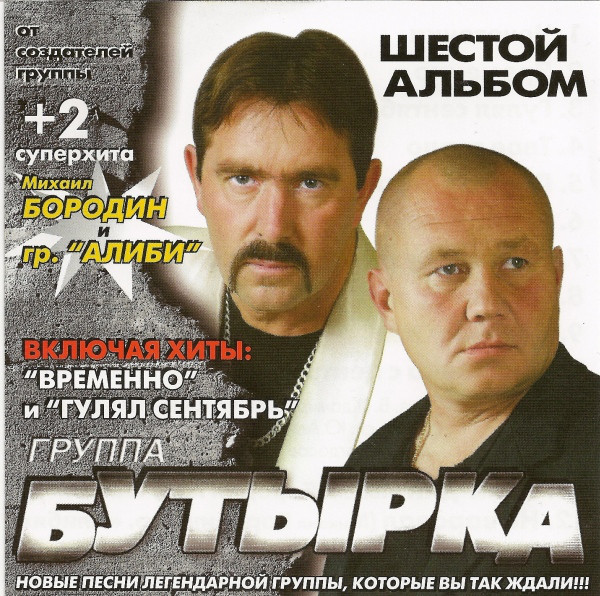 от
создателей
группы
+2
суперхита
Михаил
БОРОДИН
и
гр. "АЛИБИ"
ШЕСТОЙ
АЛЬБОМ
ВКЛЮЧАЯ ХИТЫ:
"ВРЕМЕННО"
и "ГУЛЯЛ СЕНТЯБРЬ"
ГРУППА
БУТЫРКА
НОВЫЕ ПЕСНИ ЛЕГЕНДАРНОЙ ГРУППЫ, КОТОРЫЕ ВЫ ТАК ЖДАЛИ!!!